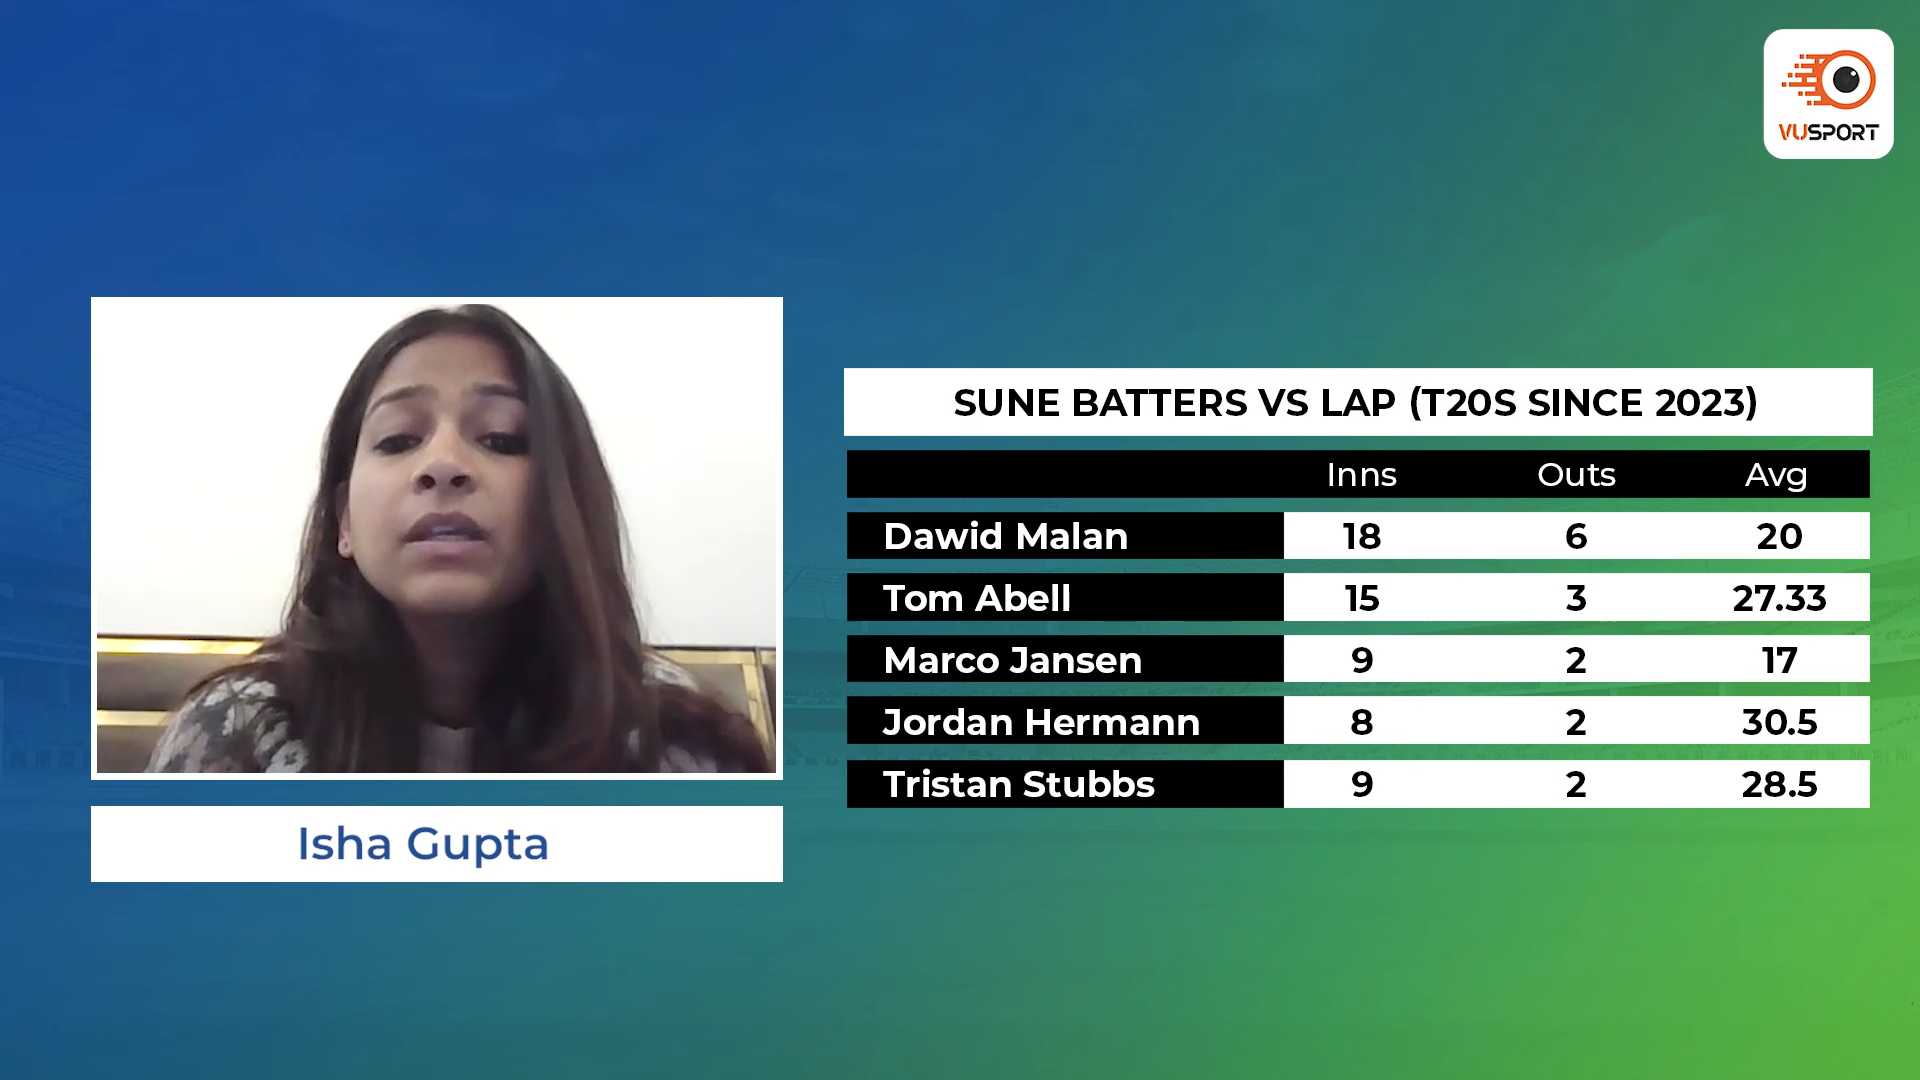 VUSPORT
SUNE BATTERS VS LAP (T20S SINCE 2023)
Inns Outs Avg
Dawid Malan 18 6 20
Tom Abell 15 3 27.33
Marco Jansen 9 2 17
Jordan Hermann 8 2 30.5
Tristan Stubbs 9 2 28.5
Isha Gupta